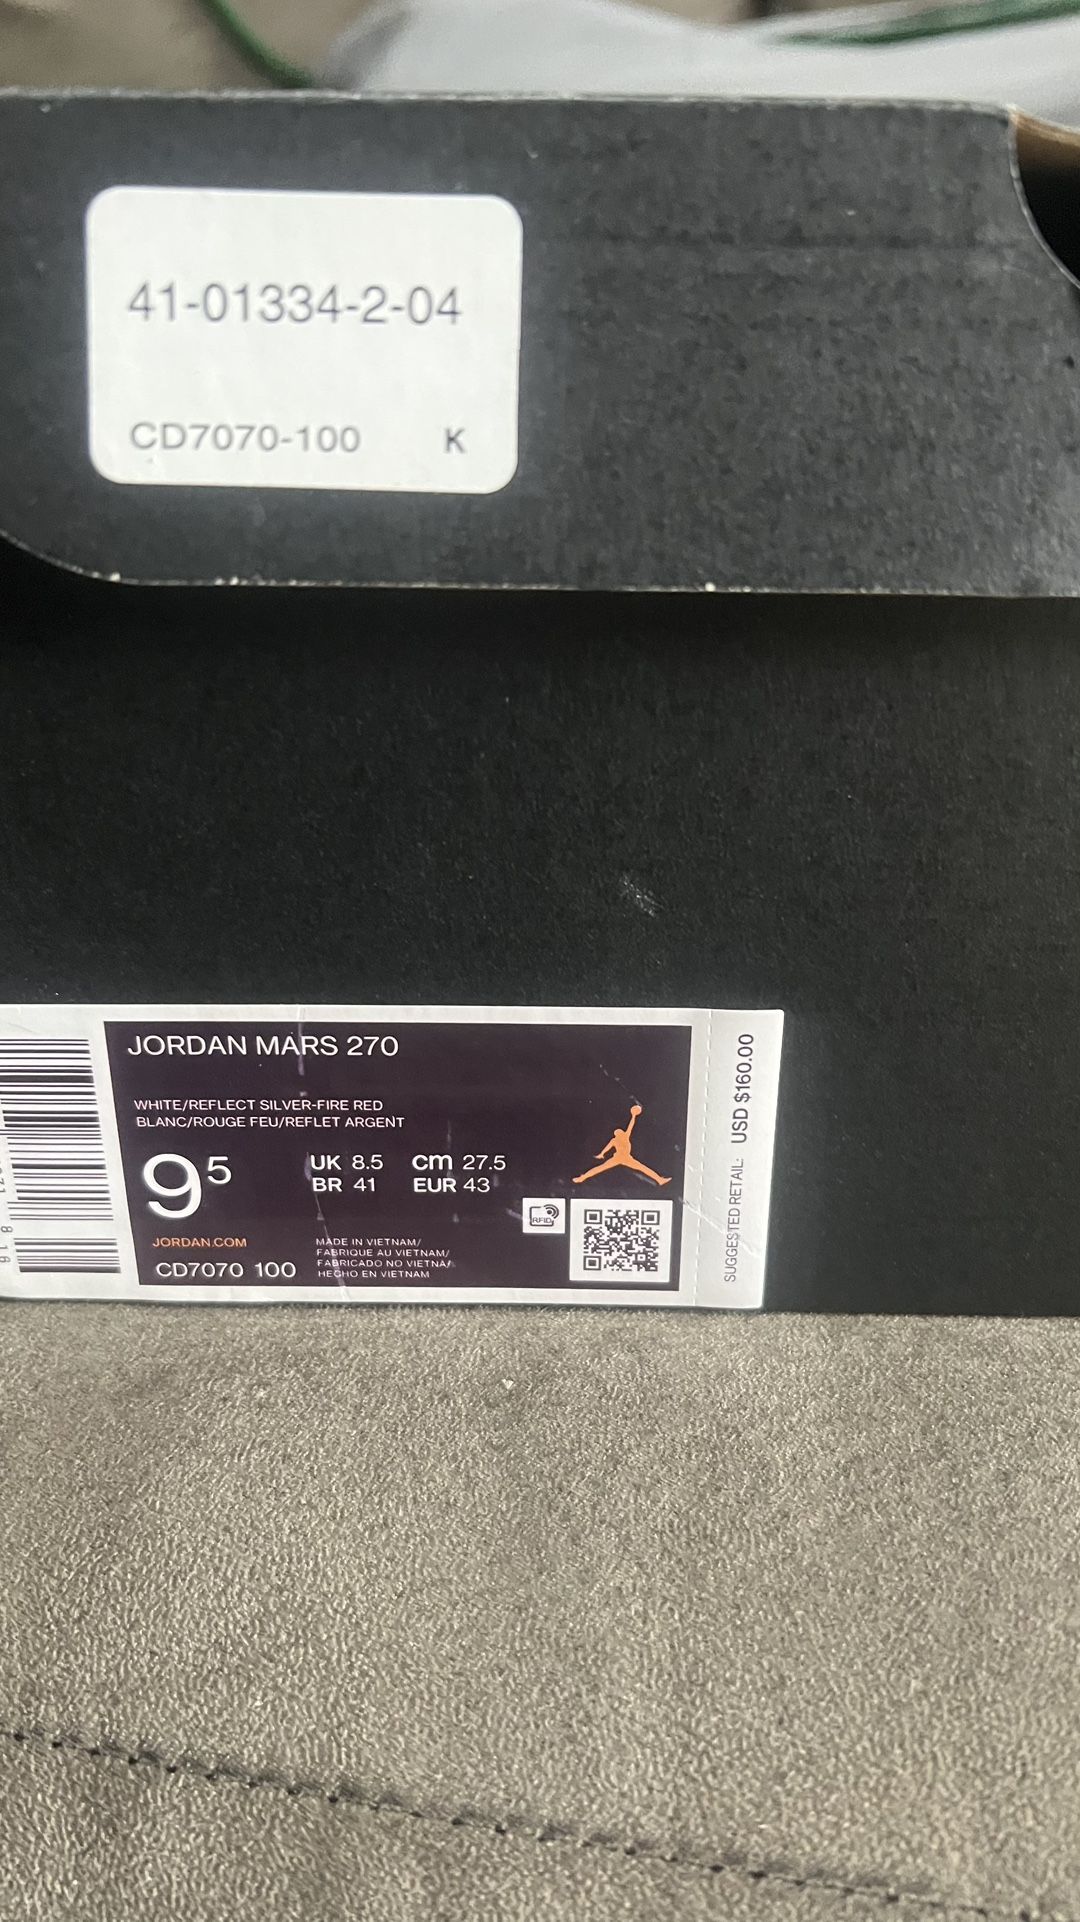 41-01334-2-04
CD7070-100 K
JORDAN MARS 270
WHITE/REFLECT SILVER-FIRE RED
BLANC/ROUGE FEU/REFLET ARGENT
9⁵
UK 8.5 cm 27.5
BR 41 EUR 43
JORDAN.COM
CD7070 100
MADE IN VIETNAM/
FABRIQUE AU VIETNAM/
FABRICADO NO VIETNA/
HECHO EN VIETNAM
RFID
SUGGESTED RETAIL: USD $160.00